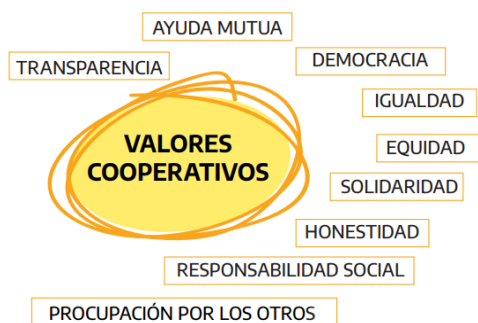 AYUDA MUTUA
TRANSPARENCIA
DEMOCRACIA
IGUALDAD
VALORES
COOPERATIVOS
EQUIDAD
SOLIDARIDAD
HONESTIDAD
RESPONSABILIDAD SOCIAL
PROCUPACIÓN POR LOS OTROS